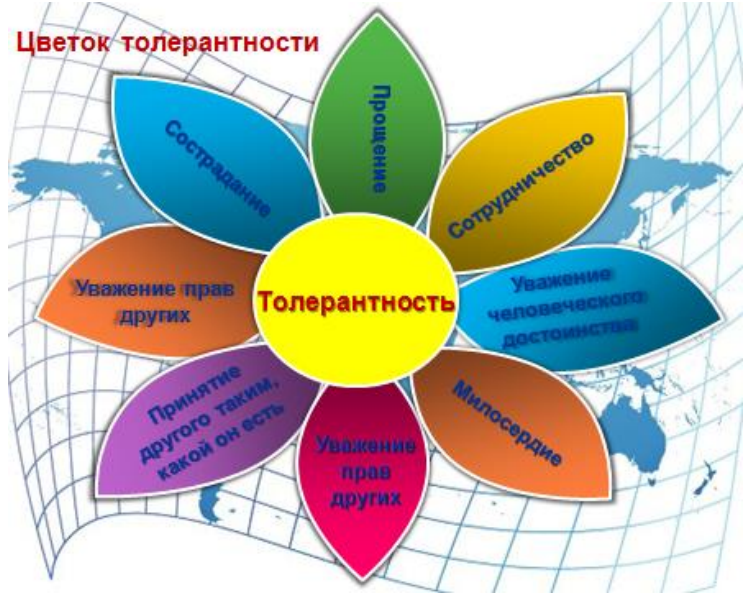 Цветок толерантности
Прощение
Сострадание
Сотрудничество
Уважение прав
других
Толерантность
Уважение
человеческого
достоинства
Принятие
другого таким,
какой он есть
Уважение
прав
других
Милосердие